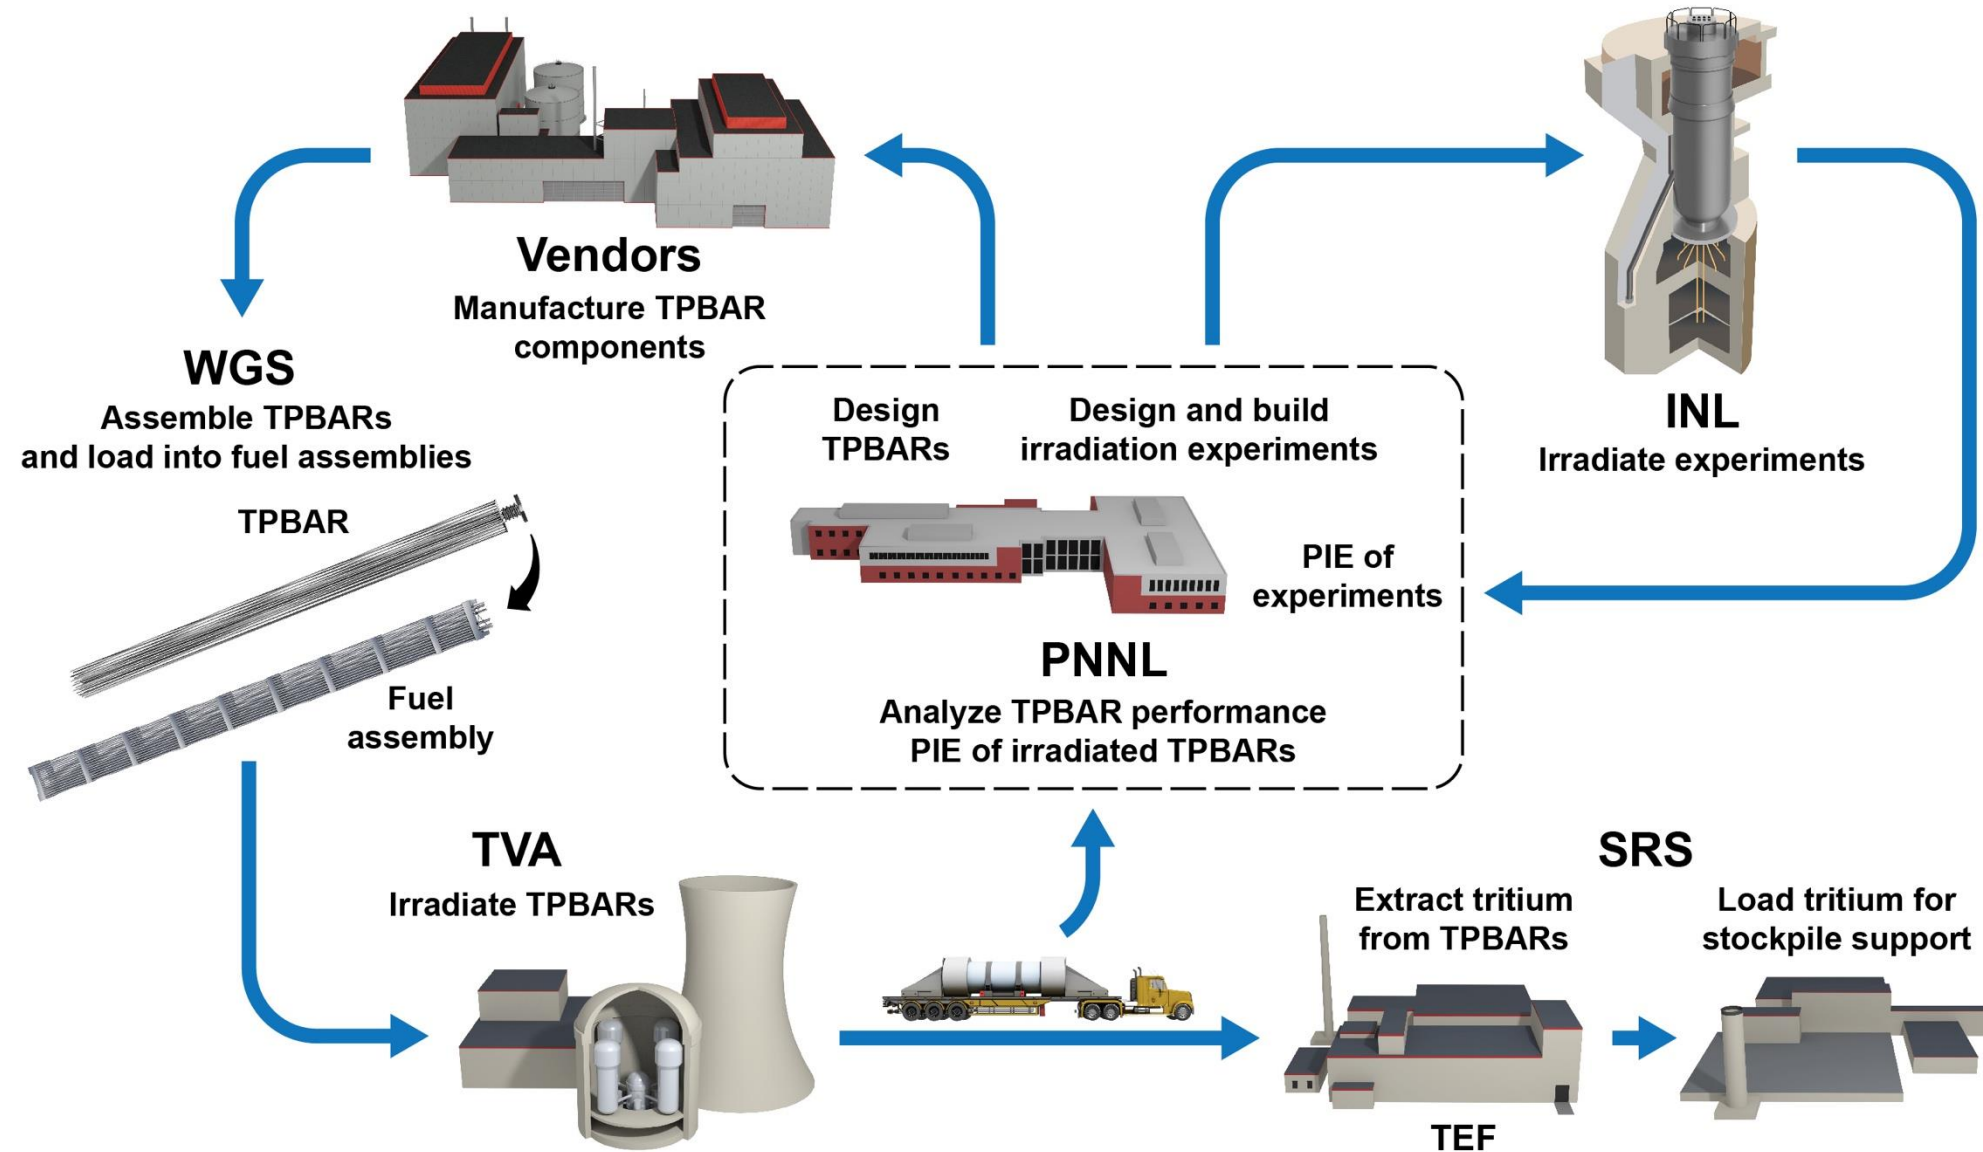 Vendors
Manufacture TPBAR
components
WGS
Assemble TPBARs
and load into fuel assemblies
TPBAR
Fuel
assembly
Design
TPBARs
Design and build
irradiation experiments
PIE of
experiments
PNNL
Analyze TPBAR performance
PIE of irradiated TPBARs
INL
Irradiate experiments
TVA
Irradiate TPBARs
SRS
Extract tritium
from TPBARs
Load tritium for
stockpile support
TEF